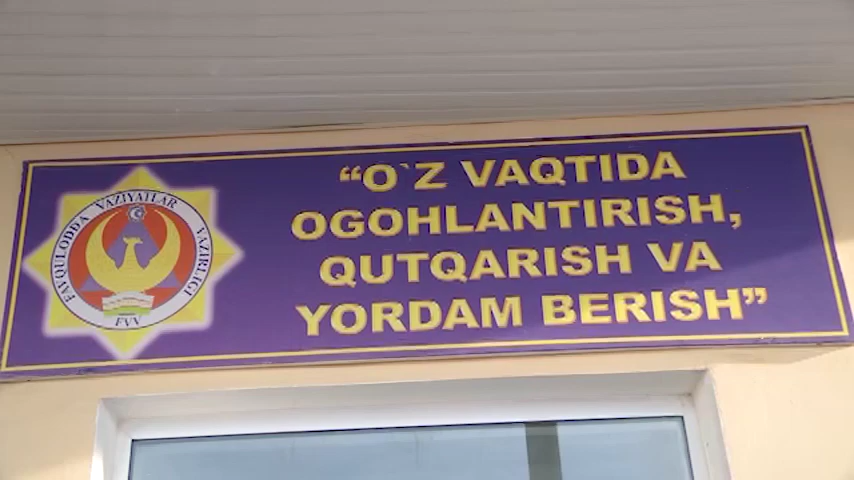 FAVQULODDA VAZIYATLAR VAZIRLIGI
FVV
“O`Z VAQTIDA
OGOHLANTIRISH,
QUTQARISH VA
YORDAM BERISH”